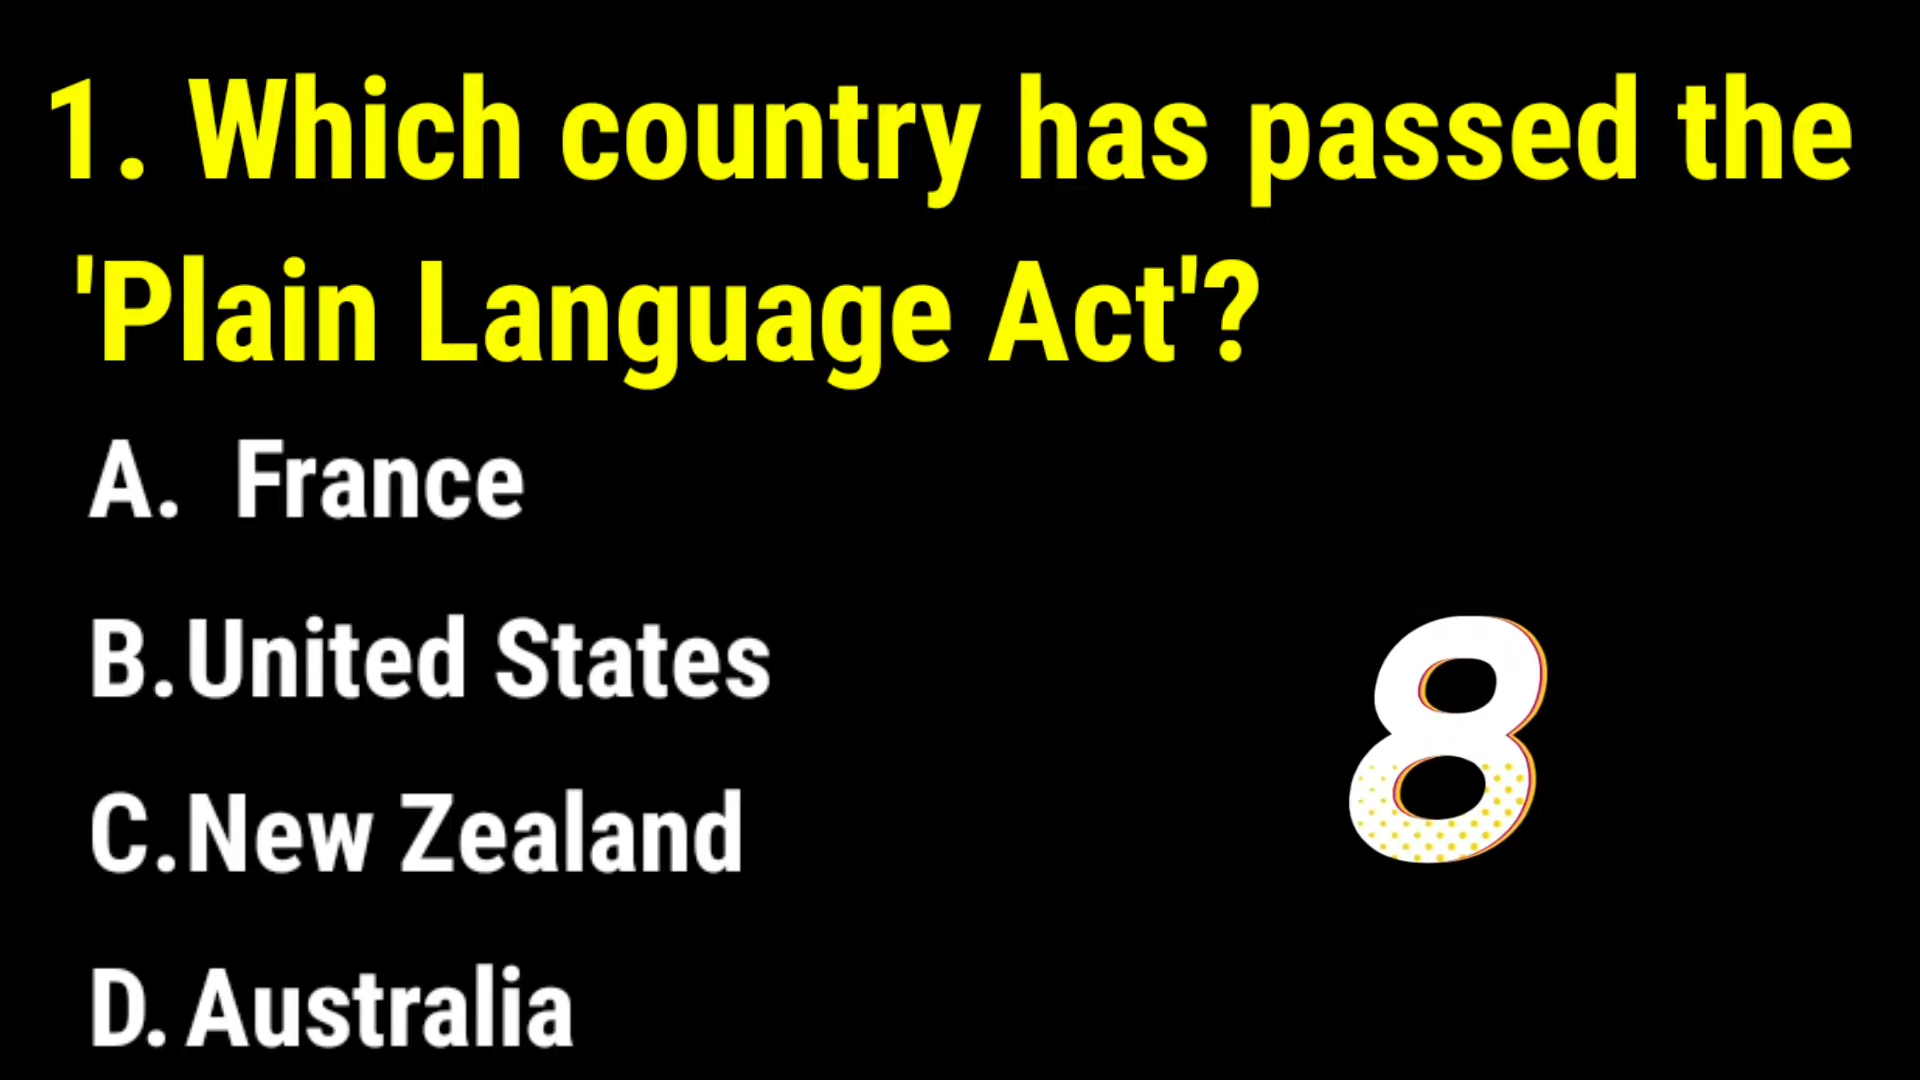 1. Which country has passed the
'Plain Language Act'?
A. France
B. United States
C. New Zealand
8
D. Australia